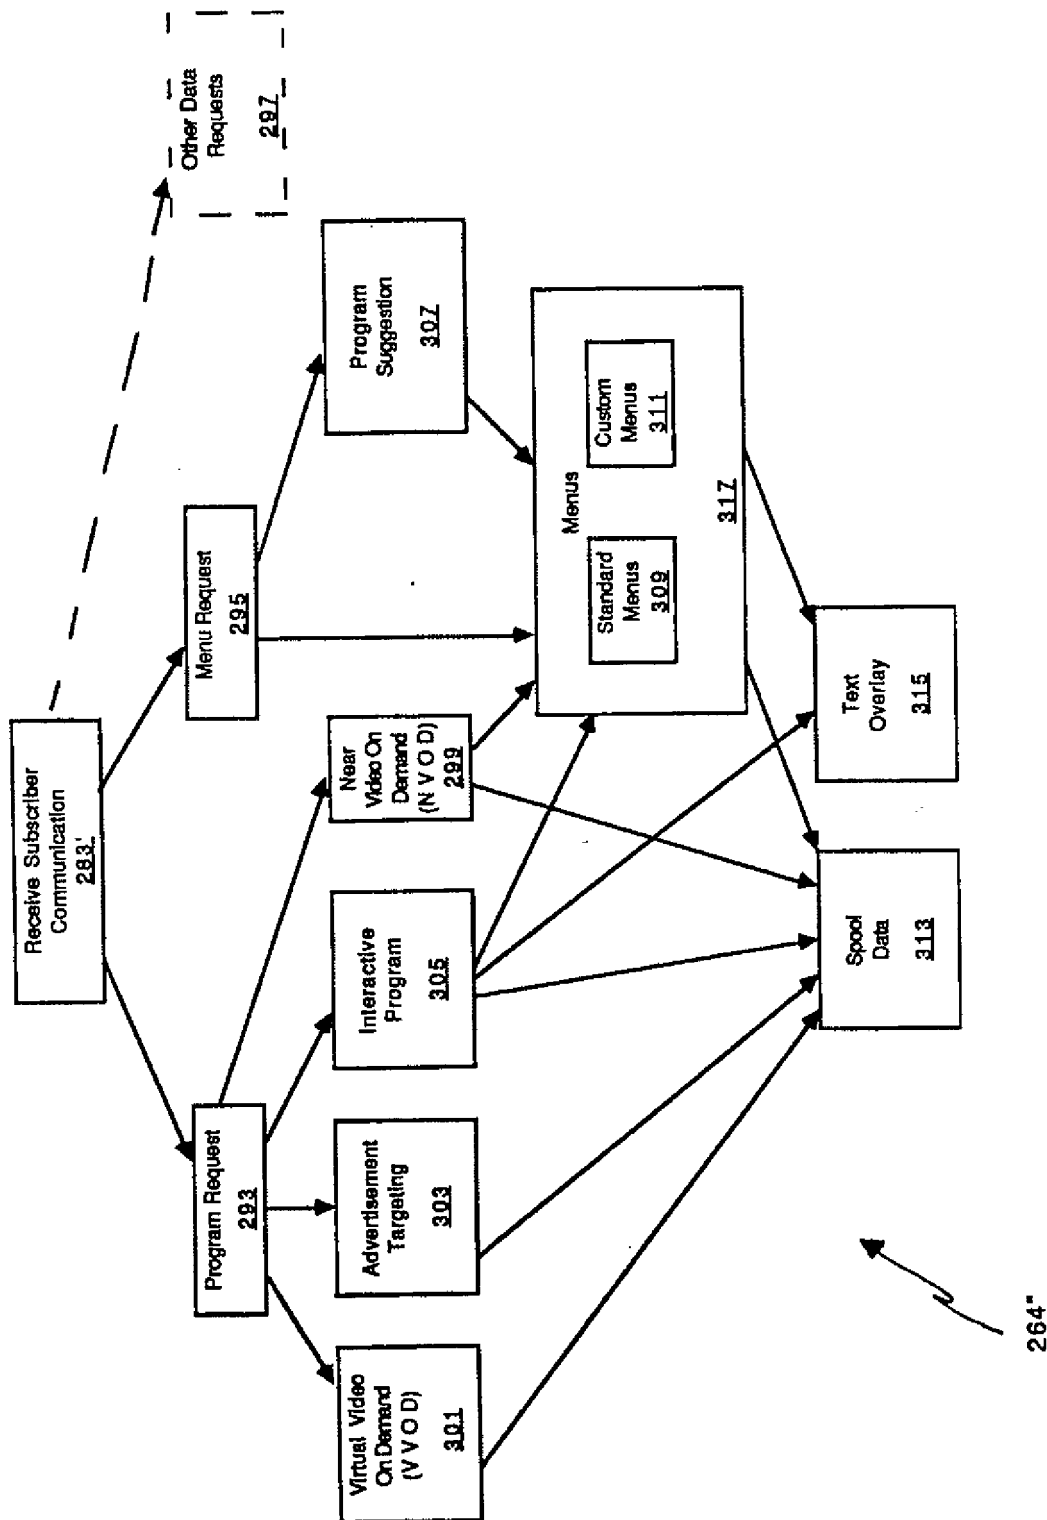 Receive Subscriber
Communication
283'
Other Data
Requests
297
Program Request
293
Menu Request
295
Virtual Video
On Demand
(V V O D)
301
Advertisement
Targeting
303
Interactive
Program
305
Near
Video On
Demand
(N V O D)
299
Program
Suggestion
307
Menus
Standard
Menus
309
Custom
Menus
311
317
Spool
Data
313
Text
Overlay
315
264"